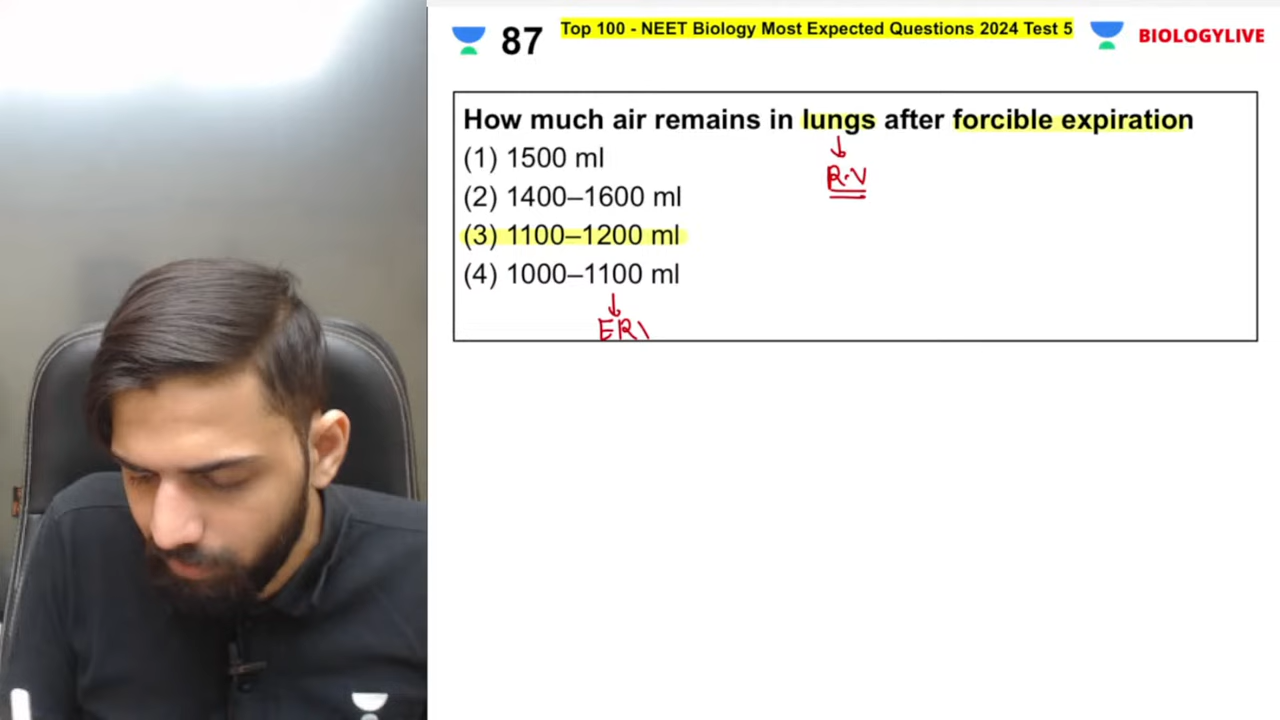 87
Top 100 - NEET Biology Most Expected Questions 2024 Test 5
BIOLOGYLIVE
How much air remains in lungs after forcible expiration
(1) 1500 ml
R.V
(2) 1400–1600 ml
(3) 1100–1200 ml
(4) 1000–1100 ml